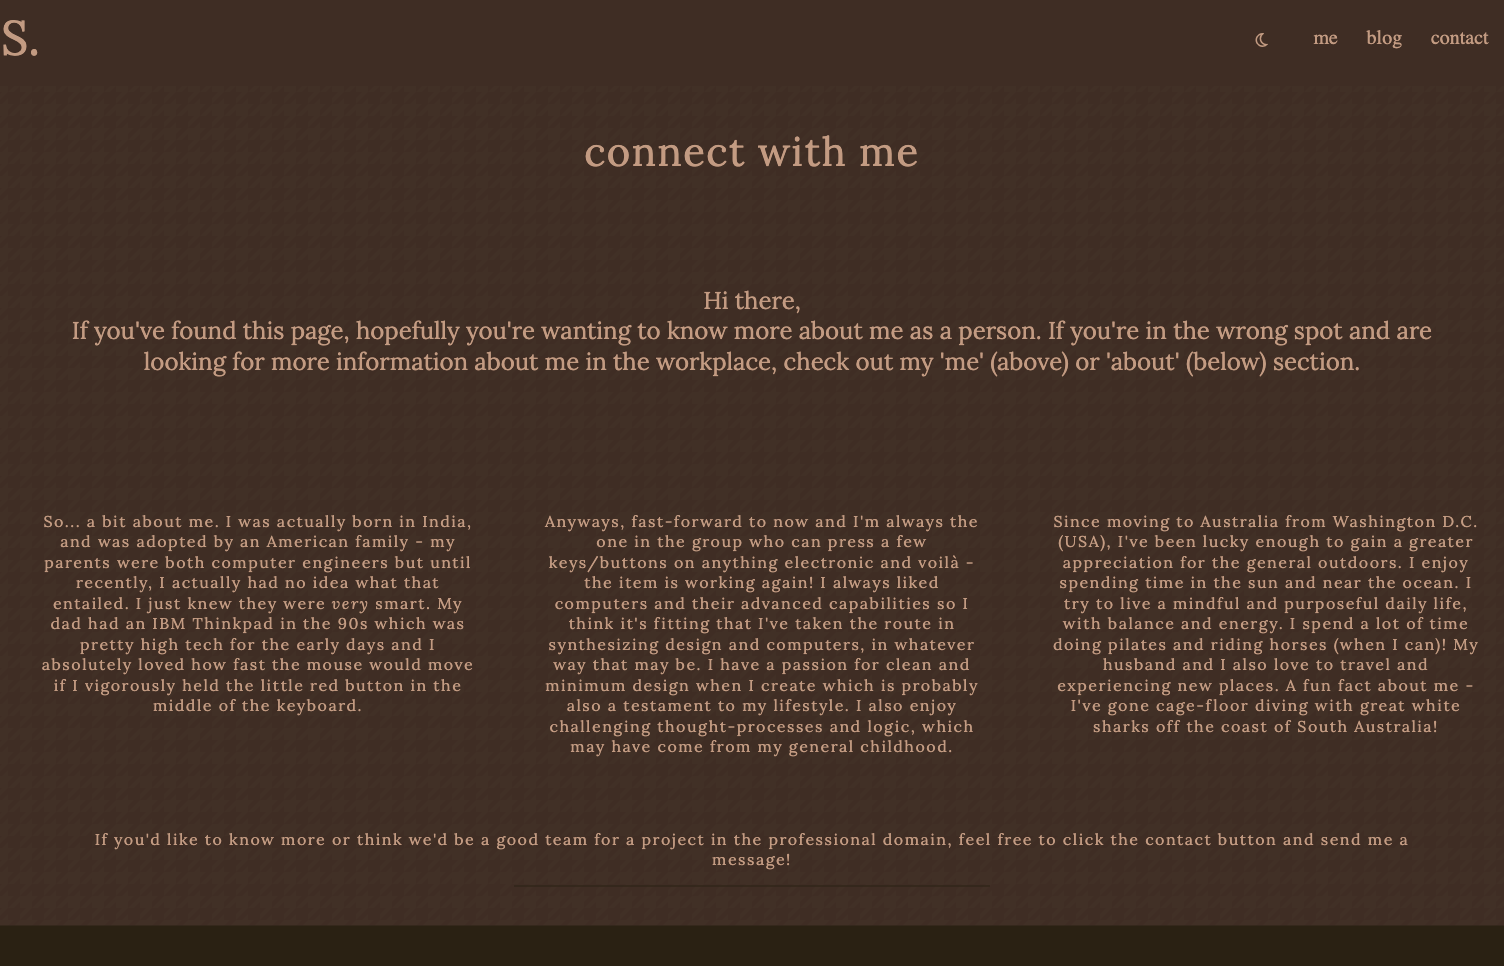 S.
me blog contact
connect with me
Hi there,
If you've found this page, hopefully you're wanting to know more about me as a person. If you're in the wrong spot and are
looking for more information about me in the workplace, check out my 'me' (above) or 'about' (below) section.
So... a bit about me. I was actually born in India,
and was adopted by an American family - my
parents were both computer engineers but until
recently, I actually had no idea what that
entailed. I just knew they were very smart. My
dad had an IBM Thinkpad in the 90s which was
pretty high tech for the early days and I
absolutely loved how fast the mouse would move
if I vigorously held the little red button in the
middle of the keyboard.
Anyways, fast-forward to now and I'm always the
one in the group who can press a few
keys/buttons on anything electronic and voilà -
the item is working again! I always liked
computers and their advanced capabilities so I
think it's fitting that I've taken the route in
synthesizing design and computers, in whatever
way that may be. I have a passion for clean and
minimum design when I create which is probably
also a testament to my lifestyle. I also enjoy
challenging thought-processes and logic, which
may have come from my general childhood.
Since moving to Australia from Washington D.C.
(USA), I've been lucky enough to gain a greater
appreciation for the general outdoors. I enjoy
spending time in the sun and near the ocean. I
try to live a mindful and purposeful daily life,
with balance and energy. I spend a lot of time
doing pilates and riding horses (when I can)! My
husband and I also love to travel and
experiencing new places. A fun fact about me -
I've gone cage-floor diving with great white
sharks off the coast of South Australia!
If you'd like to know more or think we'd be a good team for a project in the professional domain, feel free to click the contact button and send me a
message!